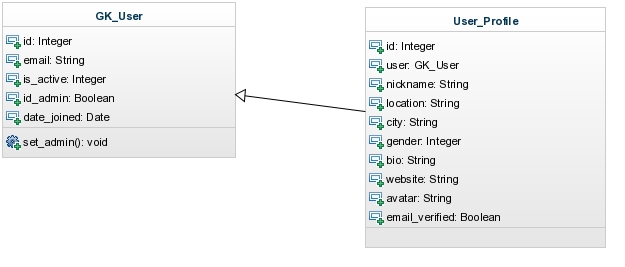 GK_User
id: Integer
email: String
is_active: Integer
id_admin: Boolean
date_joined: Date
set_admin(): void
User_Profile
id: Integer
user: GK_User
nickname: String
location: String
city: String
gender: Integer
bio: String
website: String
avatar: String
email_verified: Boolean